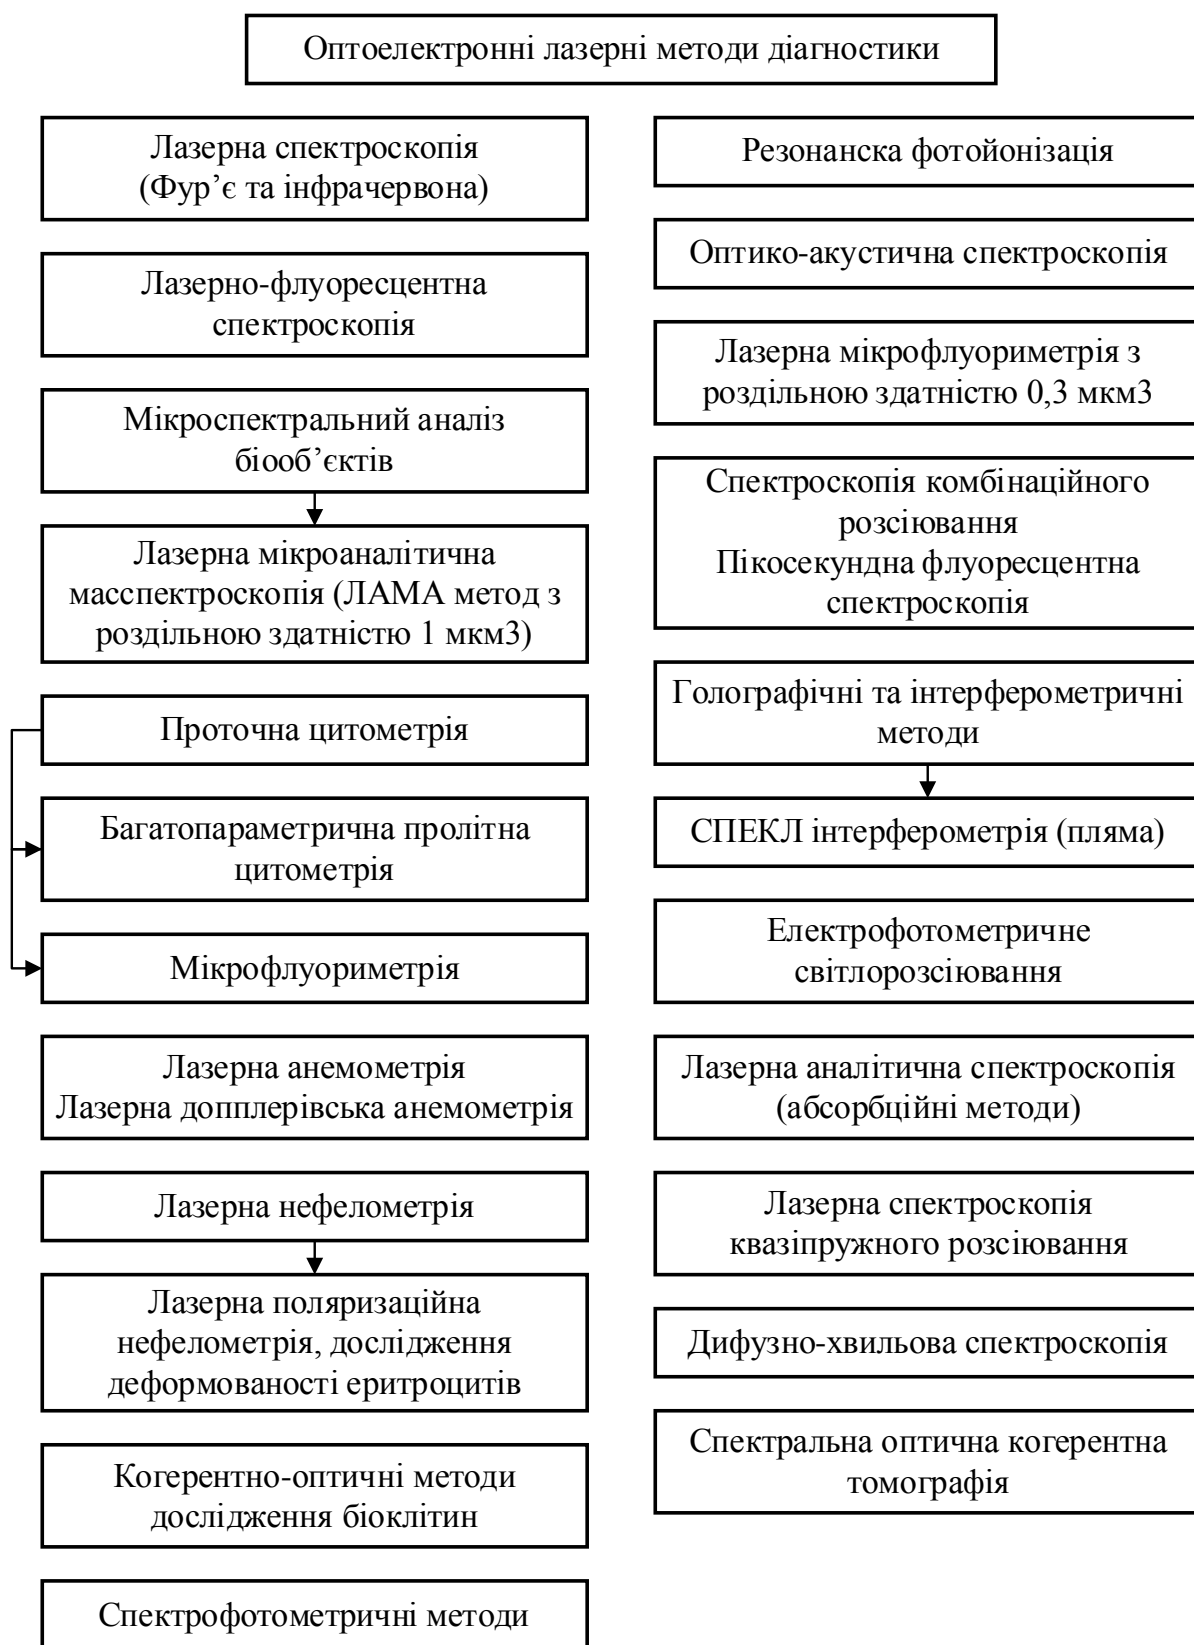 Оптоелектронні лазерні методи діагностики
Лазерна спектроскопія
(Фур’є та інфрачервона)
Лазерно-флуоресцентна
спектроскопія
Мікроспектральний аналіз
біооб’єктів
Лазерна мікроаналітична
масспектроскопія (ЛАМА метод з
роздільною здатністю 1 мкм3)
Проточна цитометрія
Багатопараметрична пролітна
цитометрія
Мікрофлуориметрія
Лазерна анемометрія
Лазерна допплерівська анемометрія
Лазерна нефелометрія
Лазерна поляризаційна
нефелометрія, дослідження
деформованості еритроцитів
Когерентно-оптичні методи
дослідження біоклітин
Спектрофотометричні методи
Резонанска фотойонізація
Оптико-акустична спектроскопія
Лазерна мікрофлуориметрія з
роздільною здатністю 0,3 мкм3
Спектроскопія комбінаційного
розсіювання
Пікосекундна флуоресцентна
спектроскопія
Голографічні та інтерферометричні
методи
СПЕКЛ інтерферометрія (пляма)
Електрофотометричне
світлорозсіювання
Лазерна аналітична спектроскопія
(абсорбційні методи)
Лазерна спектроскопія
квазіпружного розсіювання
Дифузно-хвильова спектроскопія
Спектральна оптична когерентна
томографія